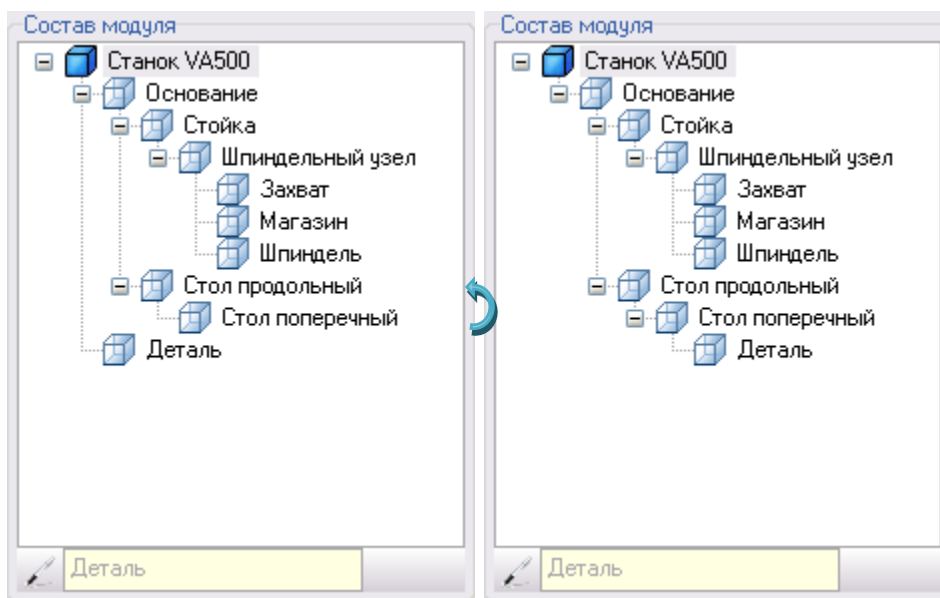 Состав модуля
Станок VA500
Основание
Стойка
Шпиндельный узел
Захват
Магазин
Шпиндель
Стол продольный
Стол поперечный
Деталь
Деталь
Состав модуля
Станок VA500
Основание
Стойка
Шпиндельный узел
Захват
Магазин
Шпиндель
Стол продольный
Стол поперечный
Деталь
Деталь